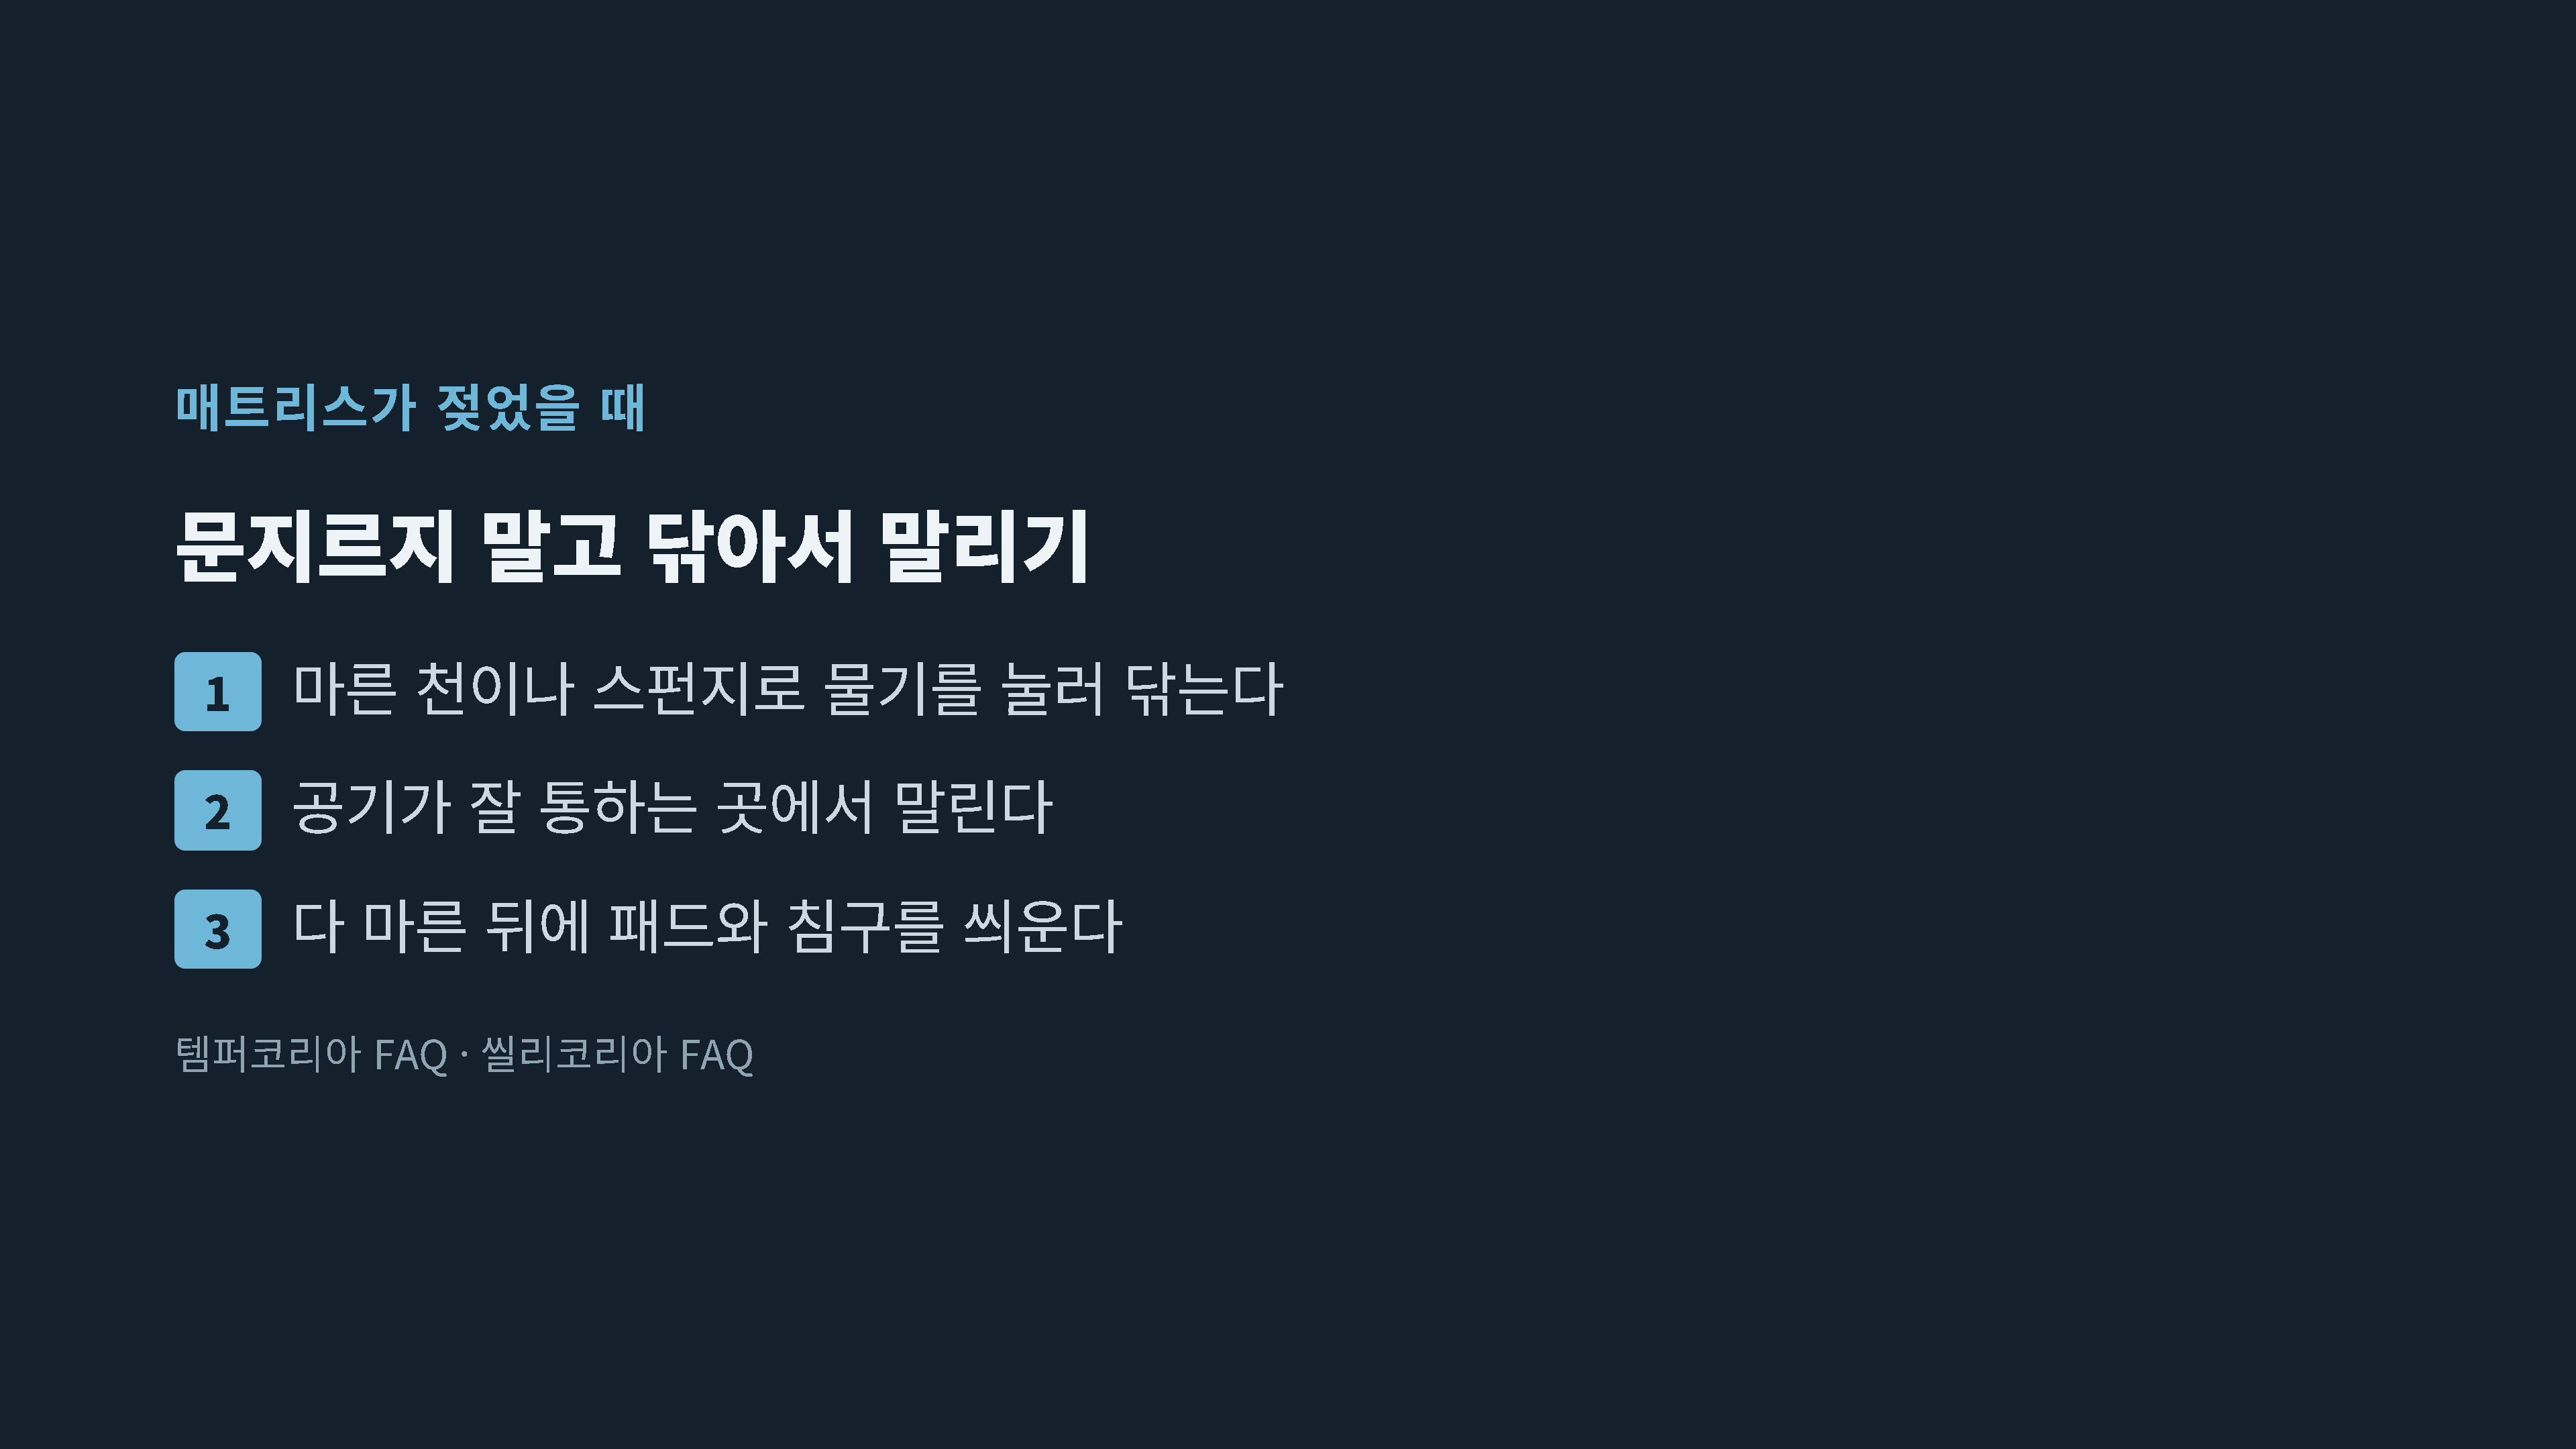 매트리스가 젖었을 때
문지르지 말고 닦아서 말리기
1 마른 천이나 스펀지로 물기를 눌러 닦는다
2 공기가 잘 통하는 곳에서 말린다
3 다 마른 뒤에 패드와 침구를 씌운다
템퍼코리아 FAQ · 씰리코리아 FAQ